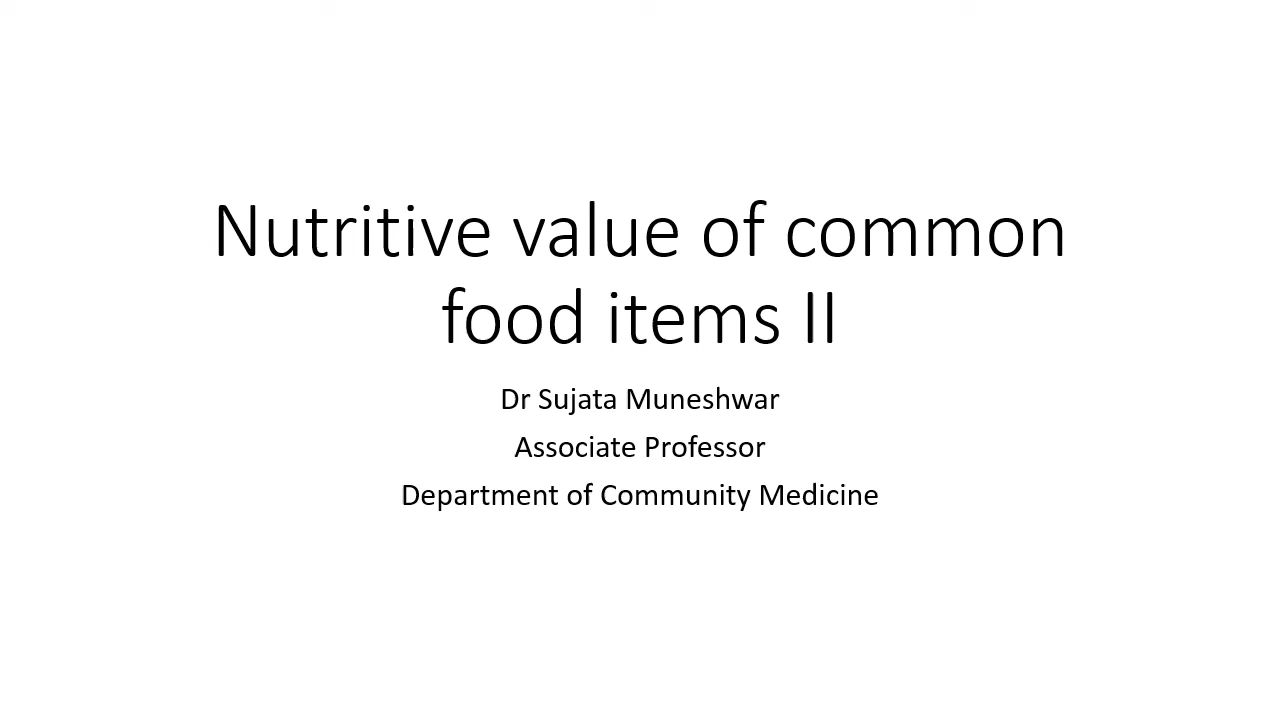 Nutritive value of common
food items II
Dr Sujata Muneshwar
Associate Professor
Department of Community Medicine